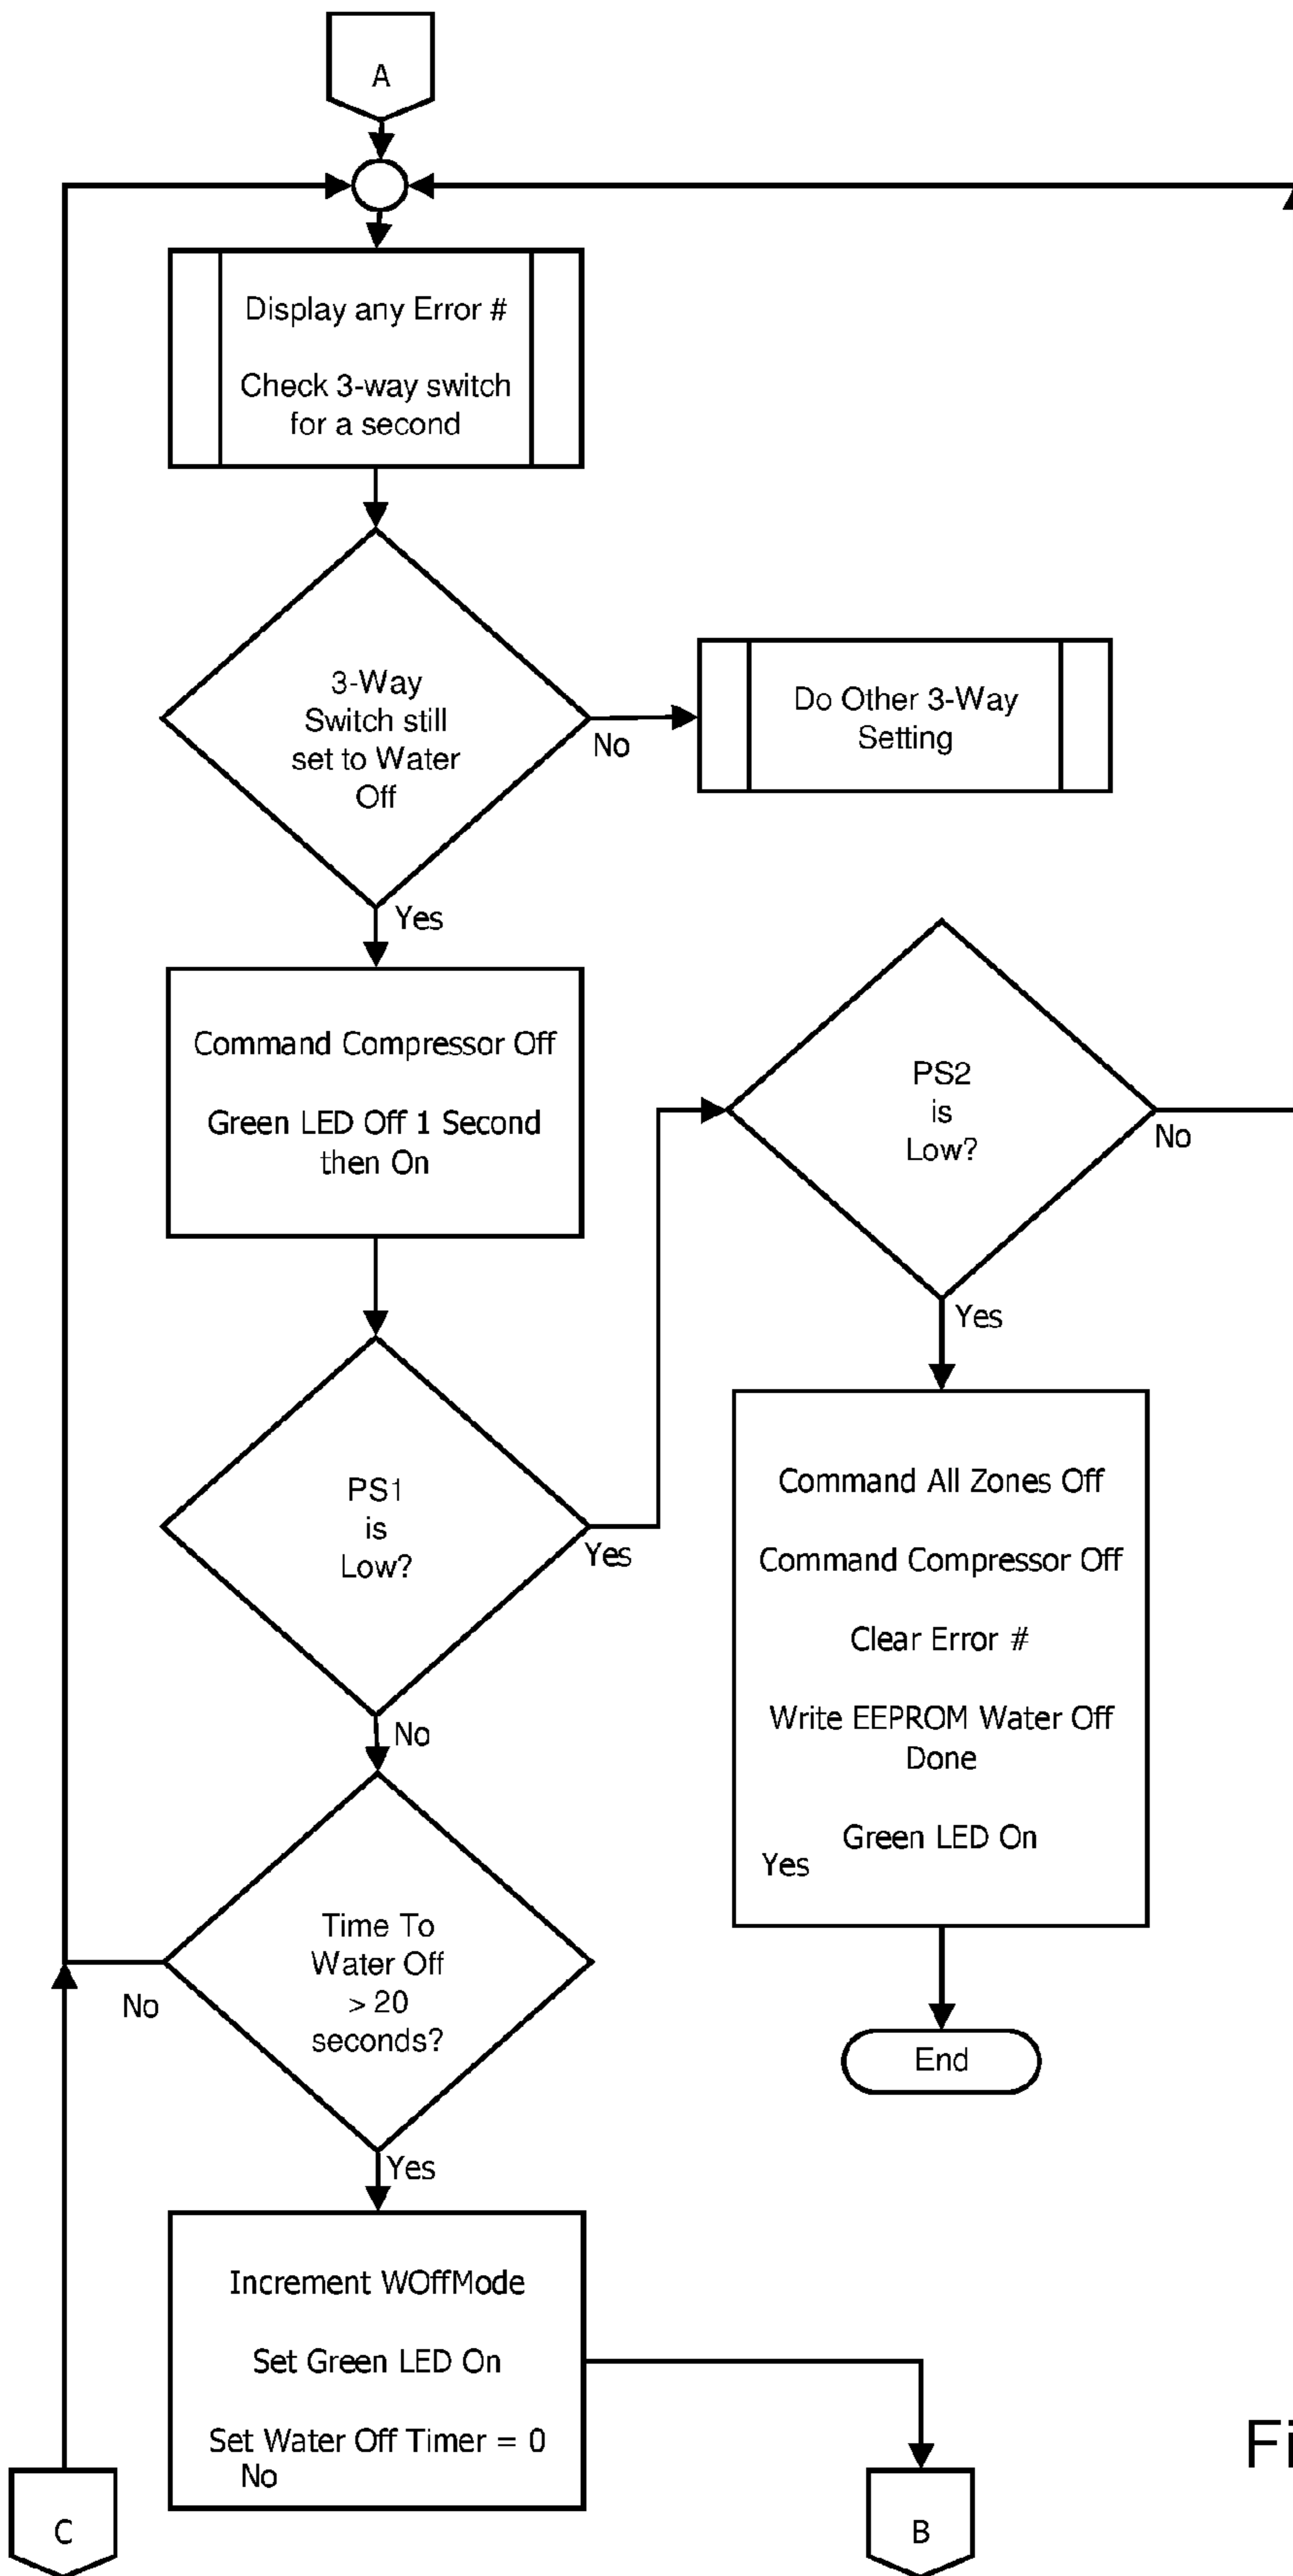 A
Display any Error #
Check 3-way switch
for a second
3-Way
Switch still
set to Water
Off
No
Do Other 3-Way
Setting
Yes
Command Compressor Off
Green LED Off 1 Second
then On
PS2
is
Low?
No
Yes
PS1
is
Low?
Yes
No
Command All Zones Off
Command Compressor Off
Clear Error #
Write EEPROM Water Off
Done
Green LED On
Yes
Time To
Water Off
> 20
seconds?
No
Yes
End
Increment WOffMode
Set Green LED On
Set Water Off Timer = 0
No
C
B
Fi